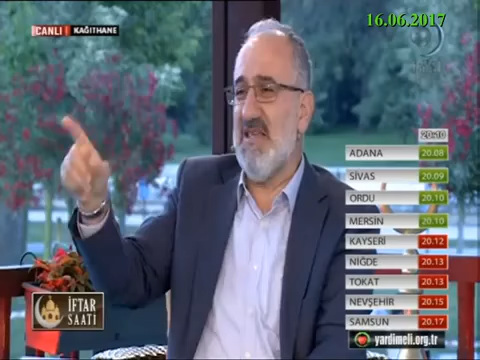 CANLI KAĞITHANE
16.06.2017
20:10
ADANA 20.08
SİVAS 20.09
ORDU 20.10
MERSİN 20.10
KAYSERİ 20.12
NİĞDE 20.13
TOKAT 20.13
NEVŞEHİR 20.15
SAMSUN 20.17
İFTAR
SAATİ
yardimeli.org.tr